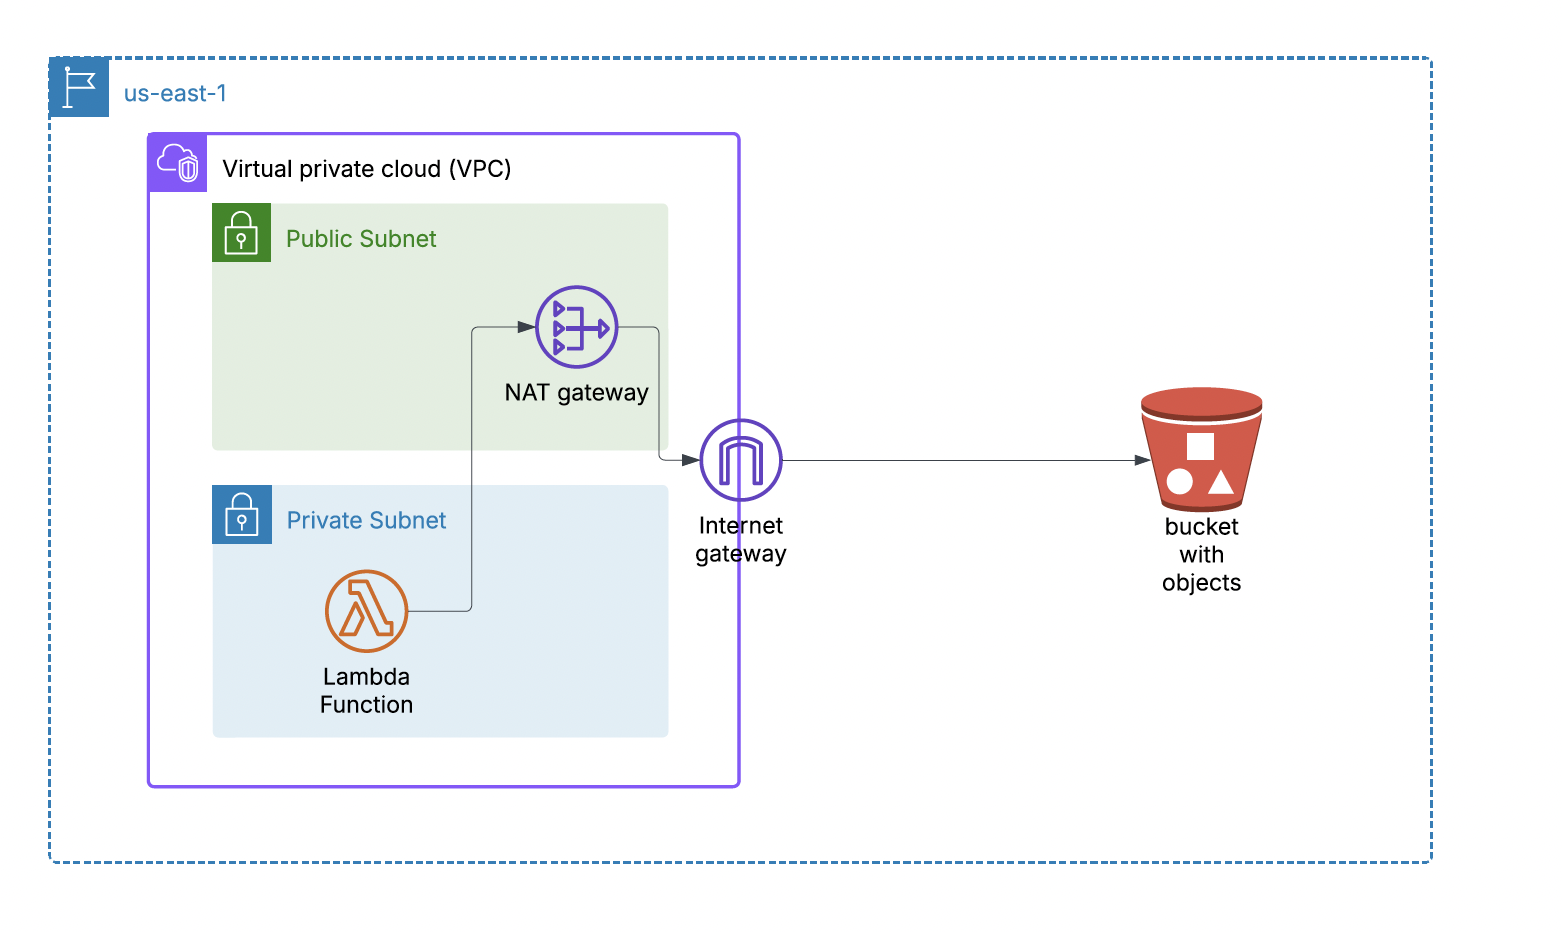 us-east-1
Virtual private cloud (VPC)
Public Subnet
NAT gateway
Internet
gateway
bucket
with
objects
Private Subnet
Lambda
Function